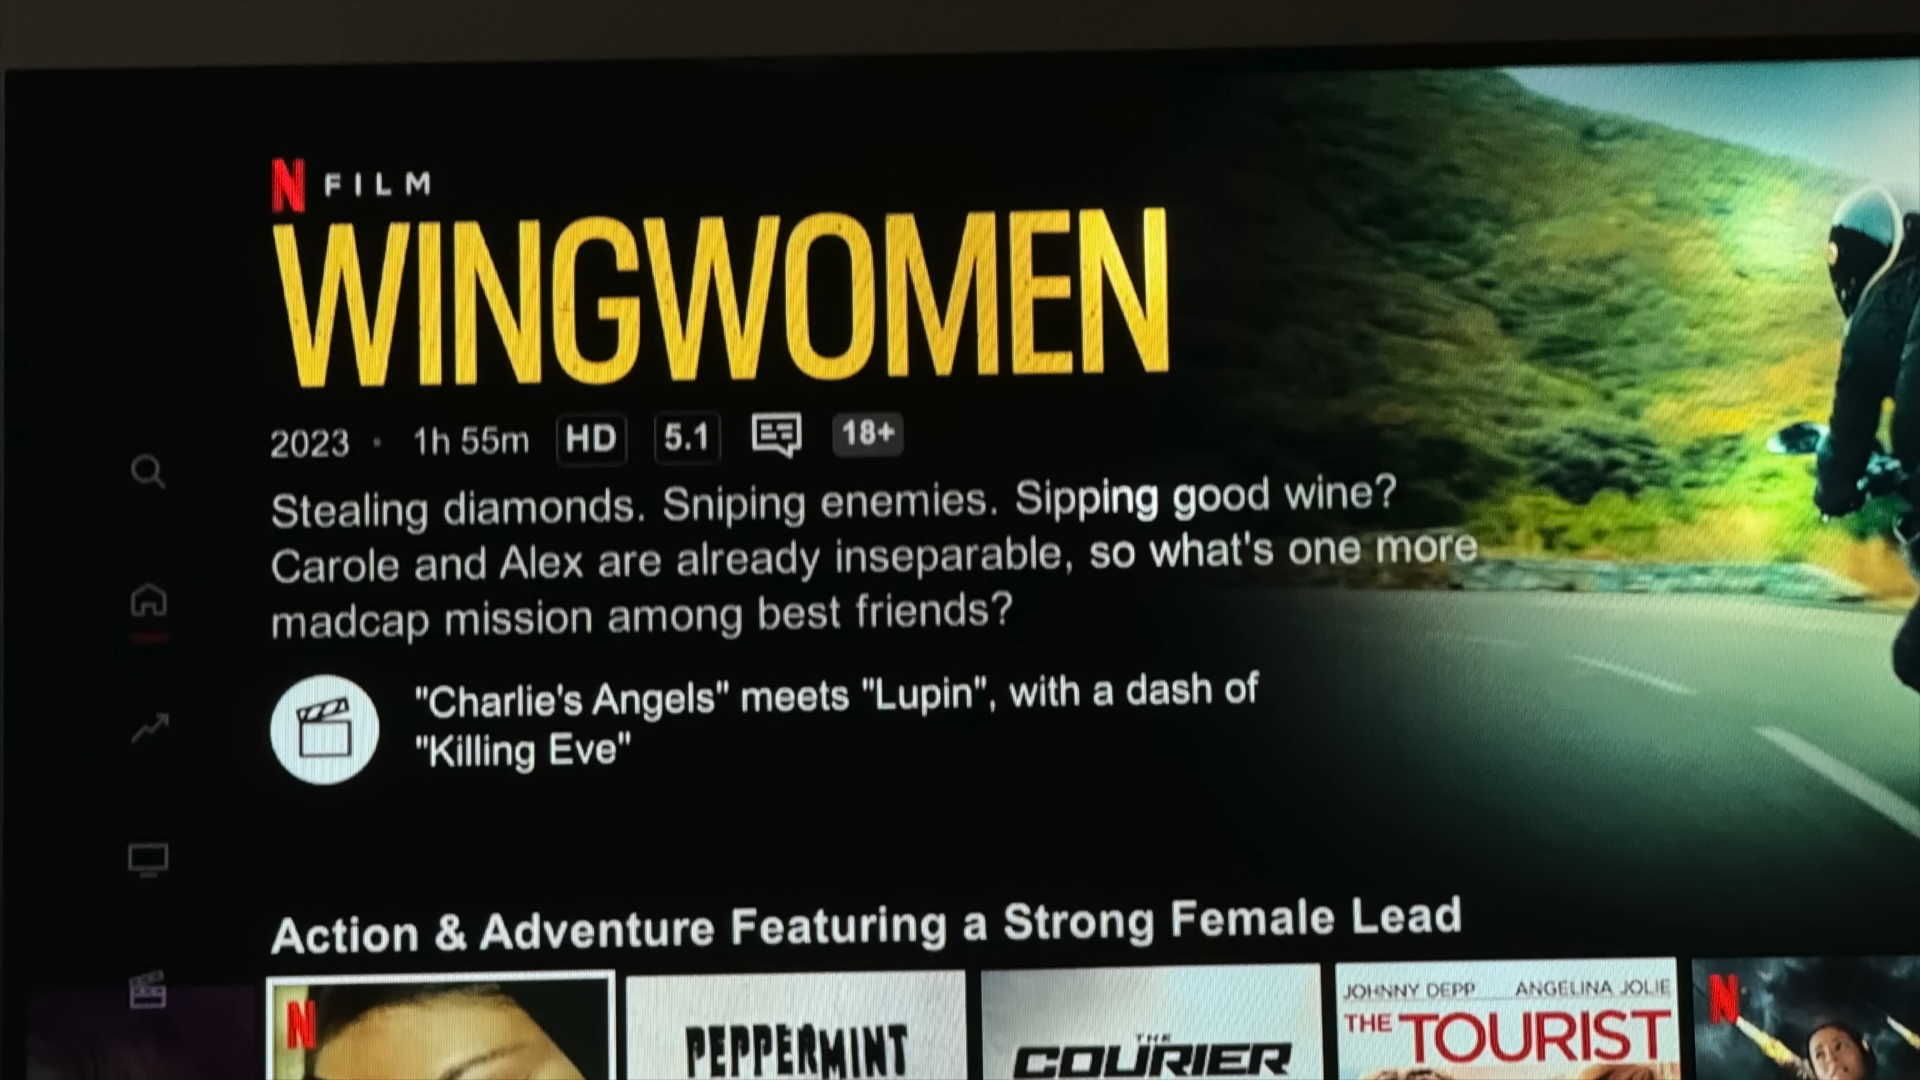 N FILM
WINGWOMEN
2023 · 1h 55m HD 5.1 18+
Stealing diamonds. Sniping enemies. Sipping good wine?
Carole and Alex are already inseparable, so what's one more
madcap mission among best friends?
"Charlie's Angels" meets "Lupin", with a dash of
"Killing Eve"
Action & Adventure Featuring a Strong Female Lead
N
PEPPERMINT
THE
COURIER
JOHNNY DEPP ANGELINA JOLIE
THE TOURIST
N